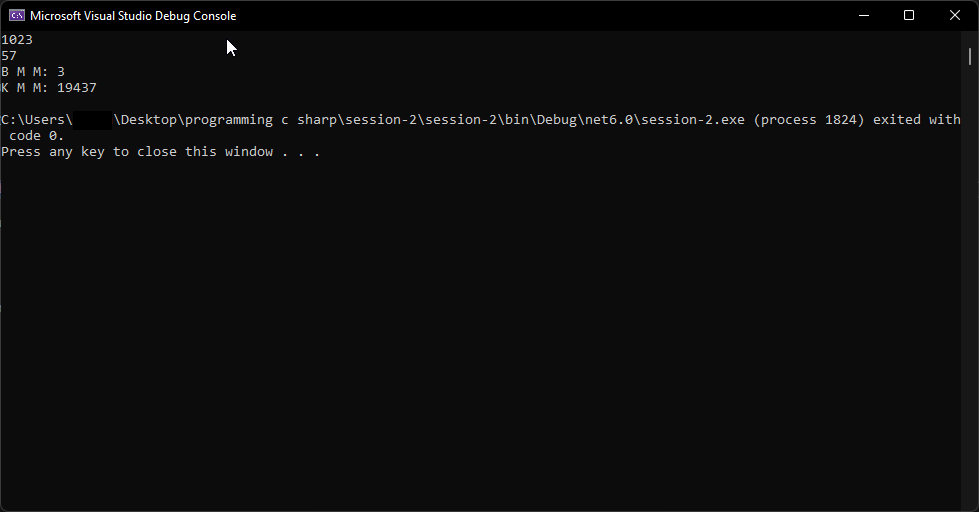 Microsoft Visual Studio Debug Console
1023
57
B M M: 3
K M M: 19437
C:\Users\ \Desktop\programming c sharp\session-2\session-2\bin\Debug\net6.0\session-2.exe (process 1824) exited with
code 0.
Press any key to close this window . . .